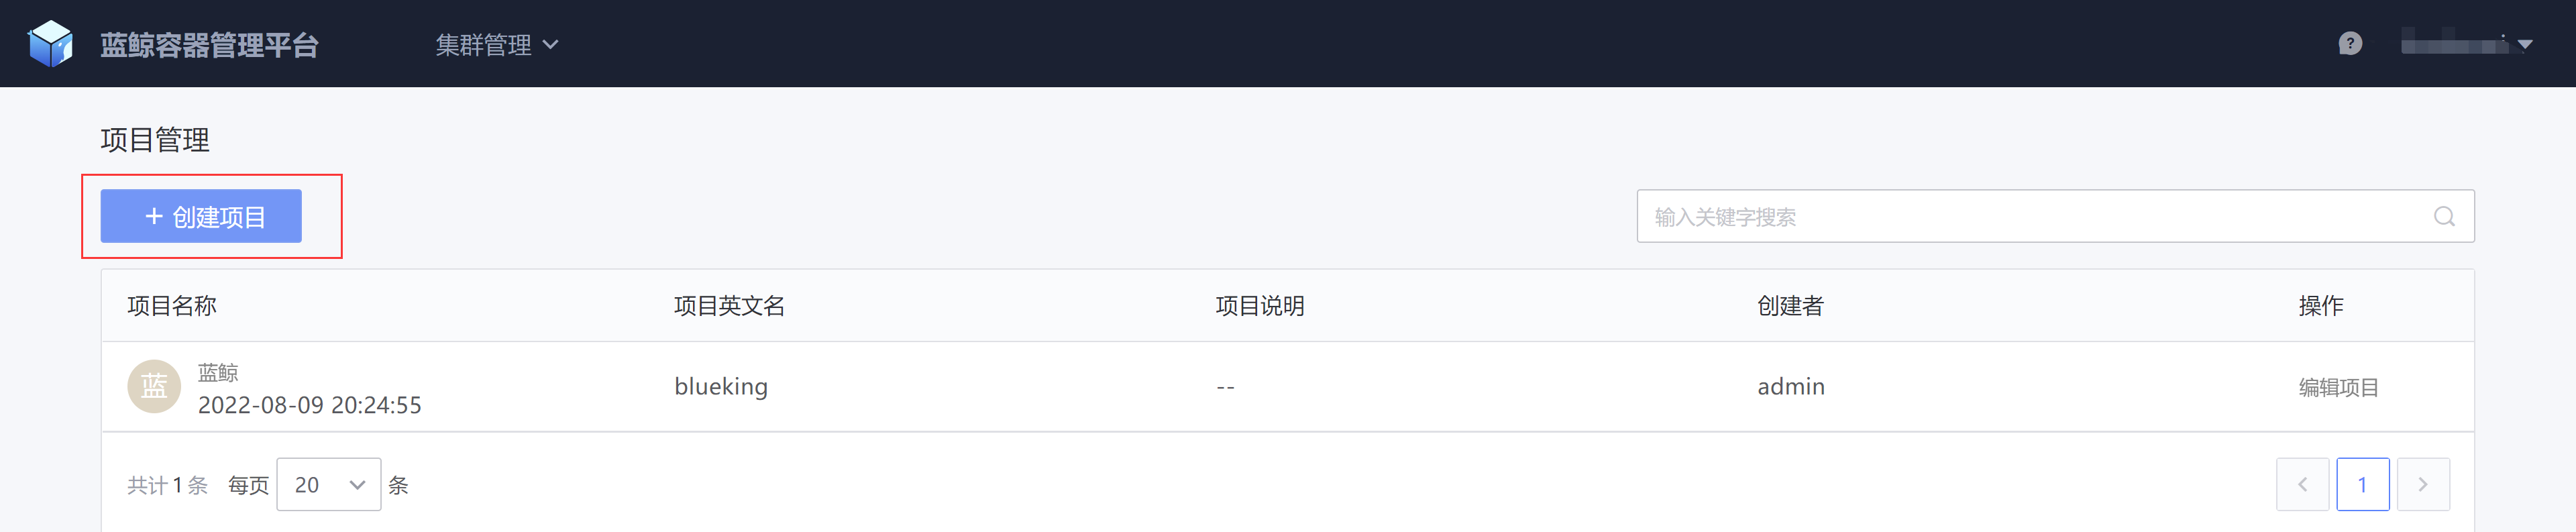 蓝鲸容器管理平台 集群管理 ?
项目管理
+ 创建项目 输入关键字搜索
项目名称 项目英文名 项目说明 创建者 操作
蓝 蓝鲸
2022-08-09 20:24:55 blueking -- admin 编辑项目
共计 1 条 每页 20 条 < 1 >